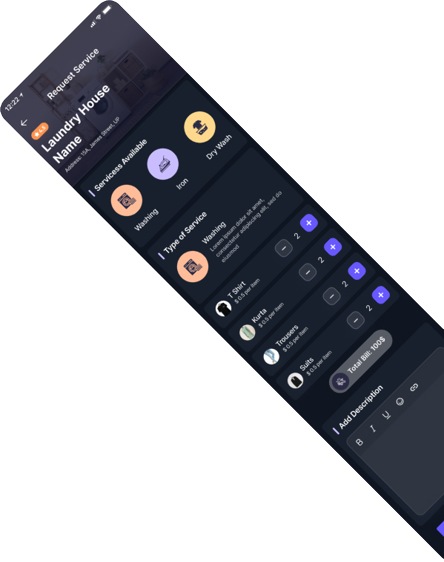 12:22
Request Service
4.5
Laundry House
Name
Address: 15A, James Street, UP
Servicess Available
Washing
Iron
Dry Wash
Type of Service
Washing
Lorem ipsum dolor sit amet,
consectetur adipiscing elit, sed do
eiusmod
T Shirt
$ 0.5 per item
2
Kurta
$ 0.5 per item
2
Trousers
$ 0.5 per item
2
Suits
$ 0.5 per item
2
Total Bill: 100$
Add Description
B I U